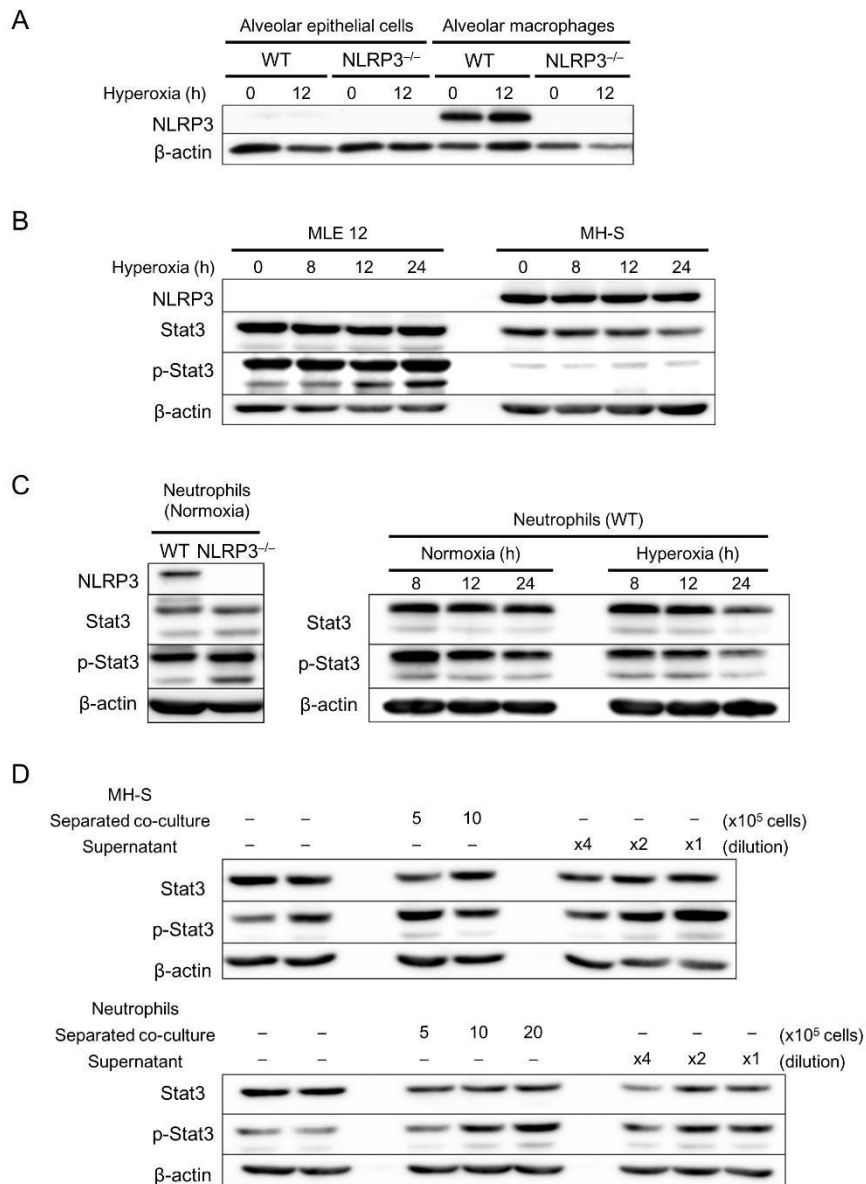 A
Alveolar epithelial cells Alveolar macrophages
WT NLRP3–/– WT NLRP3–/–
Hyperoxia (h) 0 12 0 12 0 12 0 12
NLRP3
β-actin
B
MLE 12 MH-S
Hyperoxia (h) 0 8 12 24 0 8 12 24
NLRP3
Stat3
p-Stat3
β-actin
C
Neutrophils
(Normoxia)
WT NLRP3–/–
NLRP3
Stat3
p-Stat3
β-actin
Neutrophils (WT)
Normoxia (h) Hyperoxia (h)
8 12 24 8 12 24
Stat3
p-Stat3
β-actin
D
MH-S
Separated co-culture – – 5 10 – – – (x10⁵ cells)
Supernatant – – – – x4 x2 x1 (dilution)
Stat3
p-Stat3
β-actin
Neutrophils
Separated co-culture – – 5 10 20 – – – (x10⁵ cells)
Supernatant – – – – – x4 x2 x1 (dilution)
Stat3
p-Stat3
β-actin